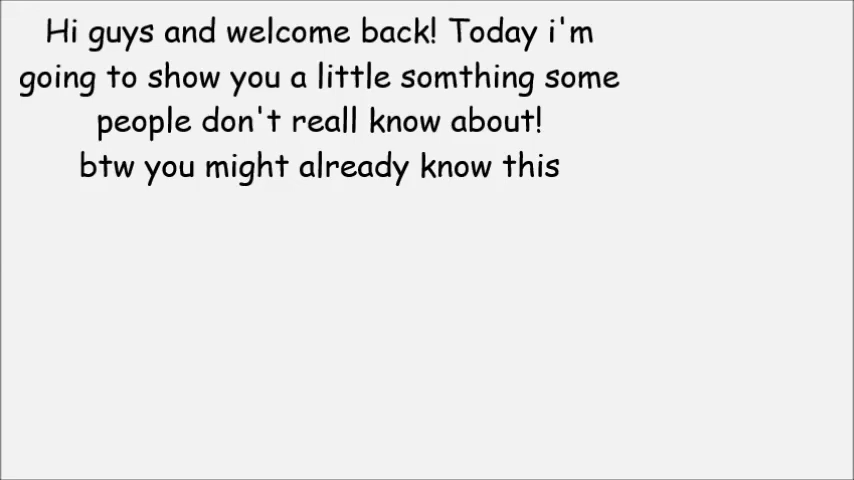 Hi guys and welcome back! Today i'm
going to show you a little somthing some
people don't reall know about!
btw you might already know this